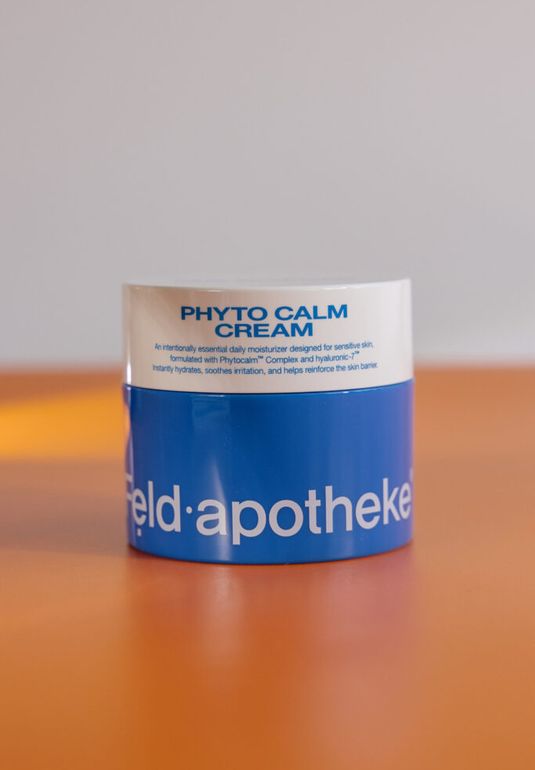 PHYTO CALM
CREAM
An intentionally essential daily moisturizer designed for sensitive skin,
formulated with Phytocalm™ Complex and hyaluronic-7™
Instantly hydrates, soothes irritation, and helps reinforce the skin barrier.
Fẹld·apotheke